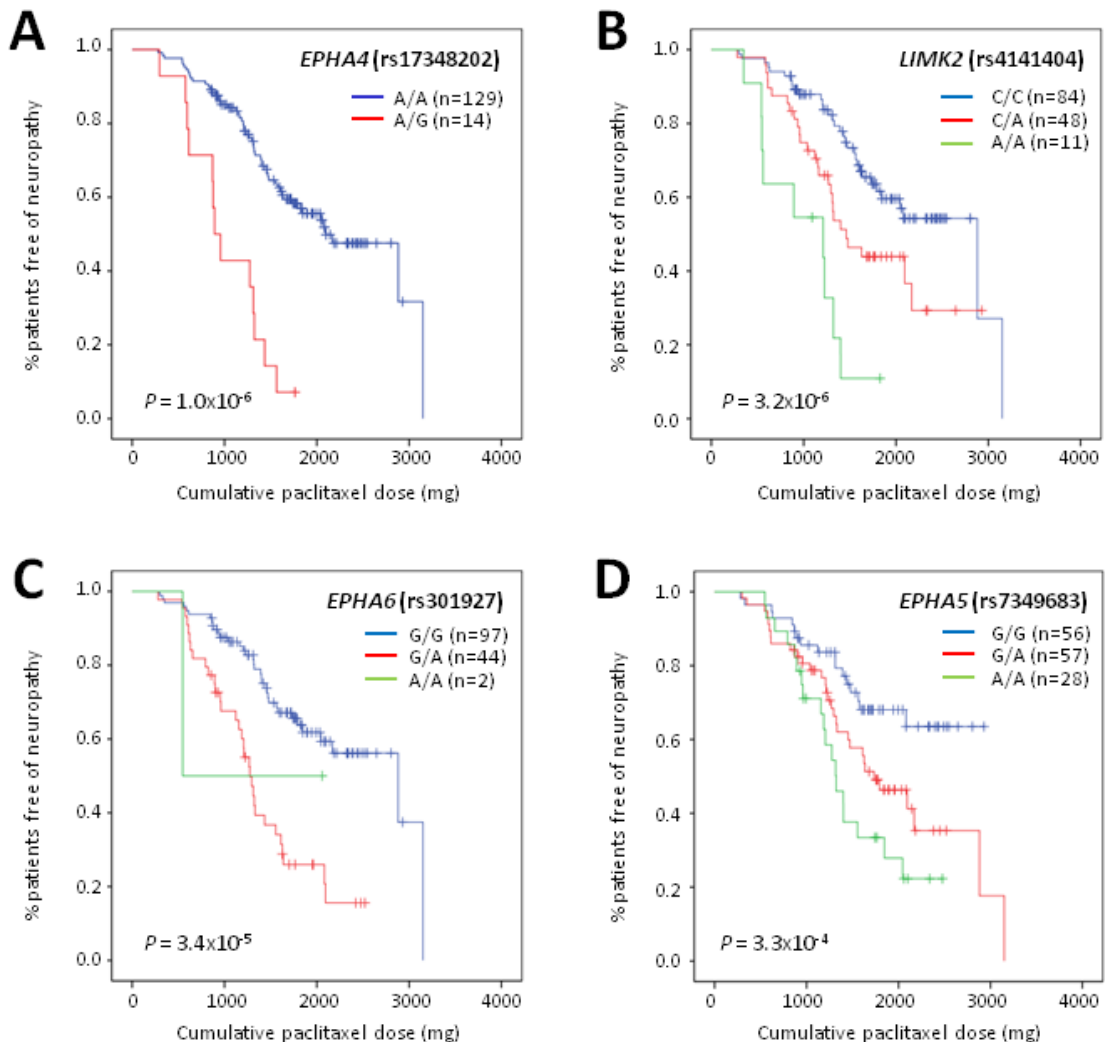 A
EPHA4 (rs17348202)
A/A (n=129)
A/G (n=14)
%patients free of neuropathy
1.0
0.8
0.6
0.4
0.2
0.0
P = 1.0x10-6
0 1000 2000 3000 4000
Cumulative paclitaxel dose (mg)
B
LIMK2 (rs4141404)
C/C (n=84)
C/A (n=48)
A/A (n=11)
%patients free of neuropathy
1.0
0.8
0.6
0.4
0.2
0.0
P = 3.2x10-6
0 1000 2000 3000 4000
Cumulative paclitaxel dose (mg)
C
EPHA6 (rs301927)
G/G (n=97)
G/A (n=44)
A/A (n=2)
%patients free of neuropathy
1.0
0.8
0.6
0.4
0.2
0.0
P = 3.4x10-5
0 1000 2000 3000 4000
Cumulative paclitaxel dose (mg)
D
EPHA5 (rs7349683)
G/G (n=56)
G/A (n=57)
A/A (n=28)
%patients free of neuropathy
1.0
0.8
0.6
0.4
0.2
0.0
P = 3.3x10-4
0 1000 2000 3000 4000
Cumulative paclitaxel dose (mg)